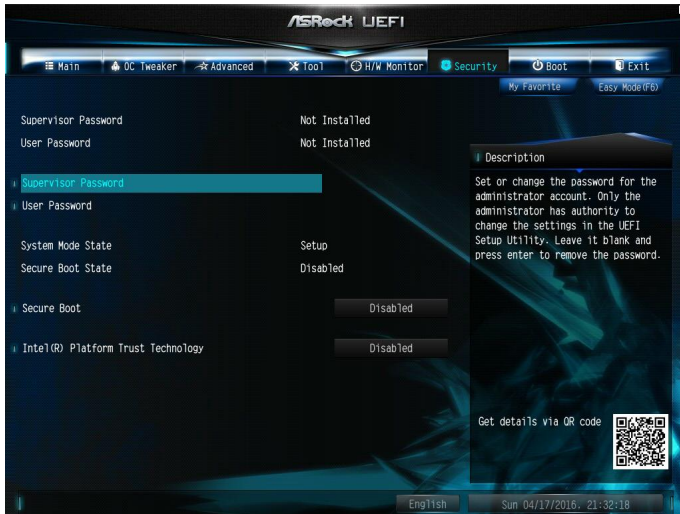 ASRock UEFI
Main
OC Tweaker
Advanced
Tool
H/W Monitor
Security
Boot
Exit
My Favorite
Easy Mode(F6)
Supervisor Password Not Installed
User Password Not Installed
Supervisor Password
User Password
System Mode State Setup
Secure Boot State Disabled
Secure Boot Disabled
Intel(R) Platform Trust Technology Disabled
Description
Set or change the password for the
administrator account. Only the
administrator has authority to
change the settings in the UEFI
Setup Utility. Leave it blank and
press enter to remove the password.
Get details via QR code
English
Sun 04/17/2016. 21:32:18